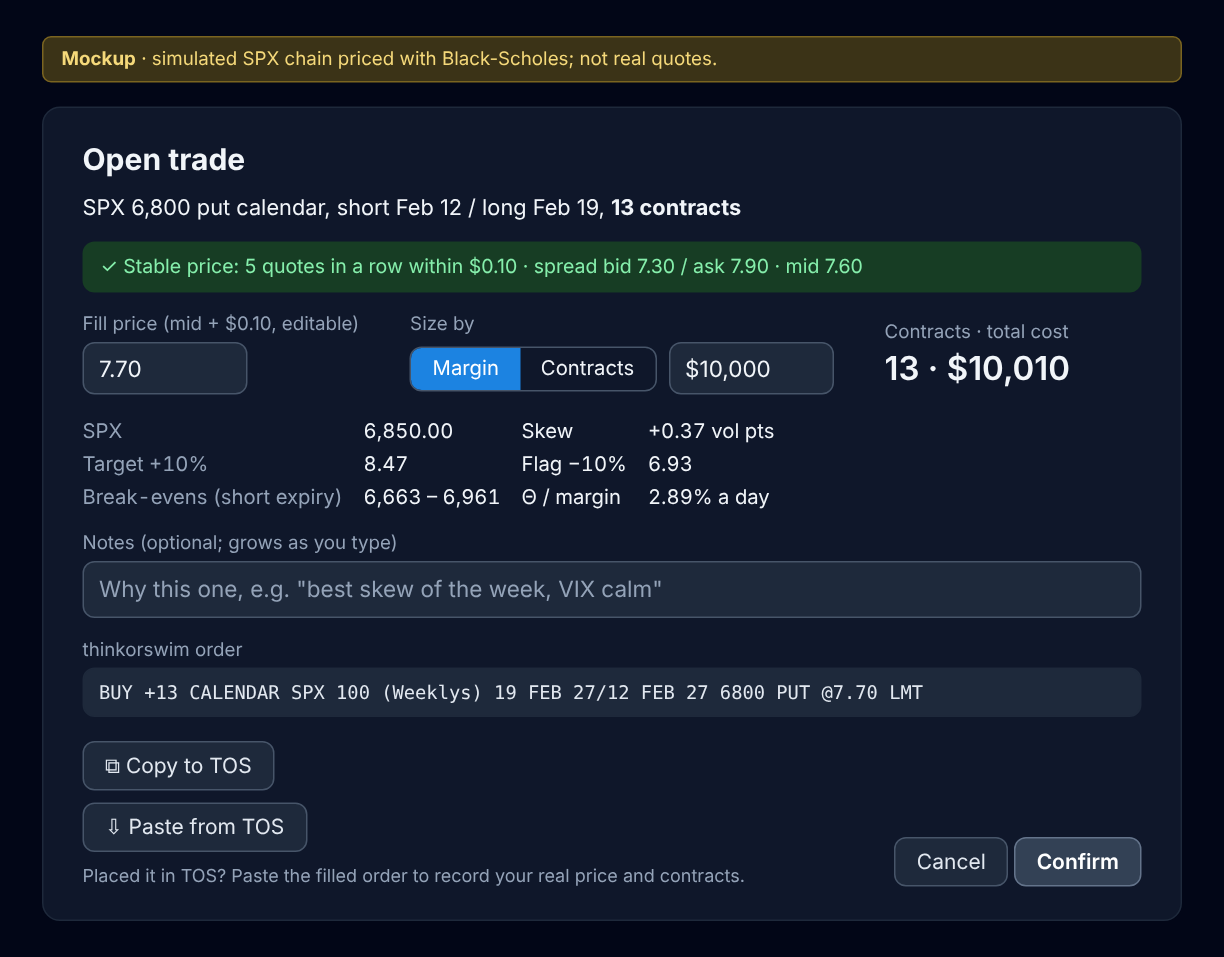 Mockup · simulated SPX chain priced with Black-Scholes; not real quotes.
Open trade
SPX 6,800 put calendar, short Feb 12 / long Feb 19, 13 contracts
✓ Stable price: 5 quotes in a row within $0.10 · spread bid 7.30 / ask 7.90 · mid 7.60
Fill price (mid + $0.10, editable)
7.70
Size by
Margin Contracts $10,000
Contracts · total cost
13 · $10,010
SPX 6,850.00 Skew +0.37 vol pts
Target +10% 8.47 Flag −10% 6.93
Break-evens (short expiry) 6,663 – 6,961 Θ / margin 2.89% a day
Notes (optional; grows as you type)
Why this one, e.g. "best skew of the week, VIX calm"
thinkorswim order
BUY +13 CALENDAR SPX 100 (Weeklys) 19 FEB 27/12 FEB 27 6800 PUT @7.70 LMT
⧉ Copy to TOS
⇩ Paste from TOS
Placed it in TOS? Paste the filled order to record your real price and contracts.
Cancel Confirm